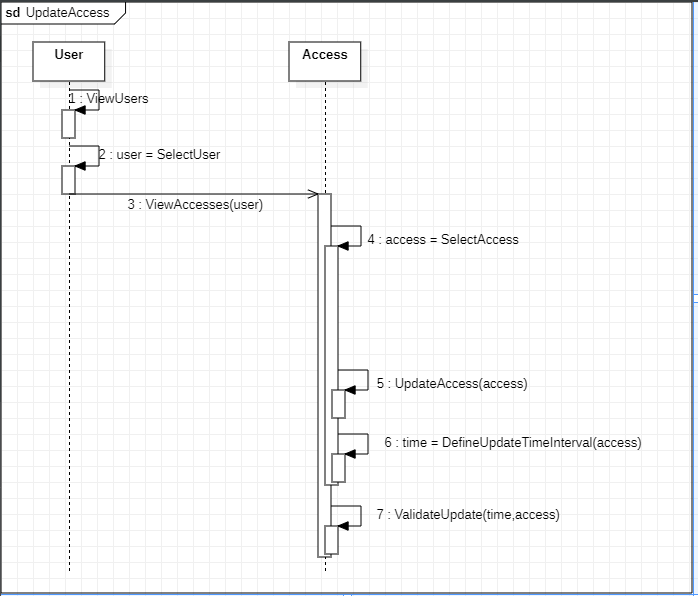 sd UpdateAccess
User
Access
1 : ViewUsers
2 : user = SelectUser
3 : ViewAccesses(user)
4 : access = SelectAccess
5 : UpdateAccess(access)
6 : time = DefineUpdateTimeInterval(access)
7 : ValidateUpdate(time,access)